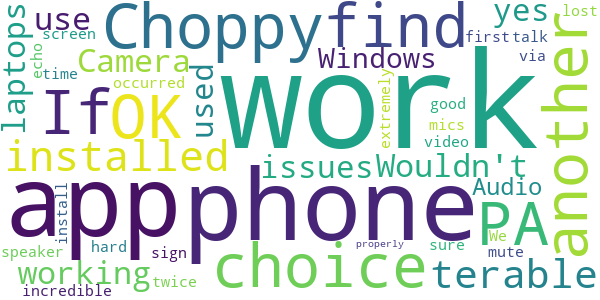 laptops
use
screen
Choppy
find
yes
first
talk
lost
echo
time
Camera
Windows
via
another
If
OK
occurred
used
work
extremely
good
mics
video
installed
issues
Wouldn't
app
phone
Audio
PA
We
install
speaker
hard
sign
choice
sure
mute
terable
working
twice
incredible
properly